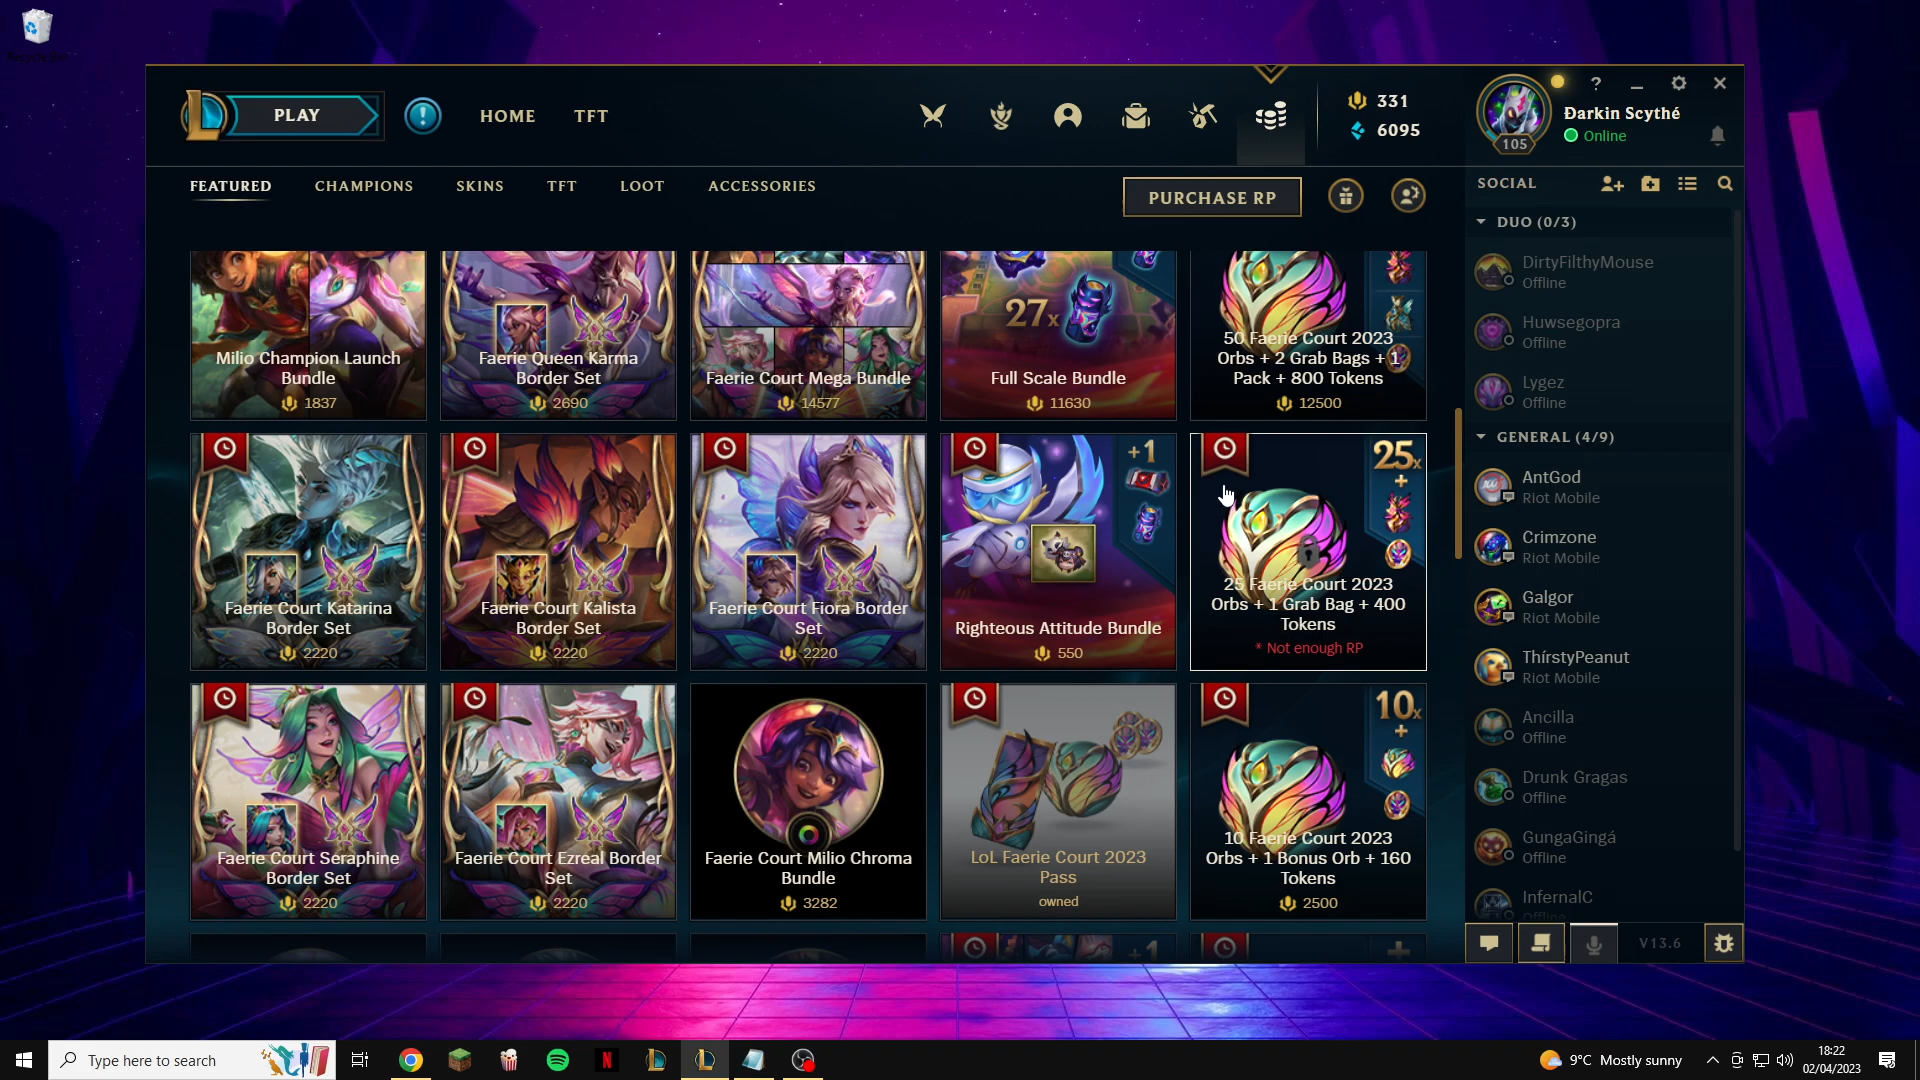 PLAY
HOME
TFT
331
6095
105
?
Ðarkin Scythé
Online
FEATURED
CHAMPIONS
SKINS
TFT
LOOT
ACCESSORIES
PURCHASE RP
SOCIAL
DUO (0/3)
DirtyFilthyMouse
Offline
Huwsegopra
Offline
Lygez
Offline
GENERAL (4/9)
AntGod
Riot Mobile
Crimzone
Riot Mobile
Galgor
Riot Mobile
ThírstyPeanut
Riot Mobile
Ancilla
Offline
Drunk Gragas
Offline
GungaGingá
Offline
InfernalC
Offline
V13.6
Milio Champion Launch
Bundle
1837
Faerie Queen Karma
Border Set
2690
Faerie Court Mega Bundle
14577
27x
Full Scale Bundle
11630
50 Faerie Court 2023
Orbs + 2 Grab Bags + 1
Pack + 800 Tokens
12500
Faerie Court Katarina
Border Set
2220
Faerie Court Kalista
Border Set
2220
Faerie Court Fiora Border
Set
2220
+1
Righteous Attitude Bundle
550
25x
+
25 Faerie Court 2023
Orbs + 1 Grab Bag + 400
Tokens
* Not enough RP
Faerie Court Seraphine
Border Set
2220
Faerie Court Ezreal Border
Set
2220
Faerie Court Milio Chroma
Bundle
3282
LoL Faerie Court 2023
Pass
owned
10x
+
10 Faerie Court 2023
Orbs + 1 Bonus Orb + 160
Tokens
2500
+1
+
Type here to search
9°C Mostly sunny
18:22
02/04/2023